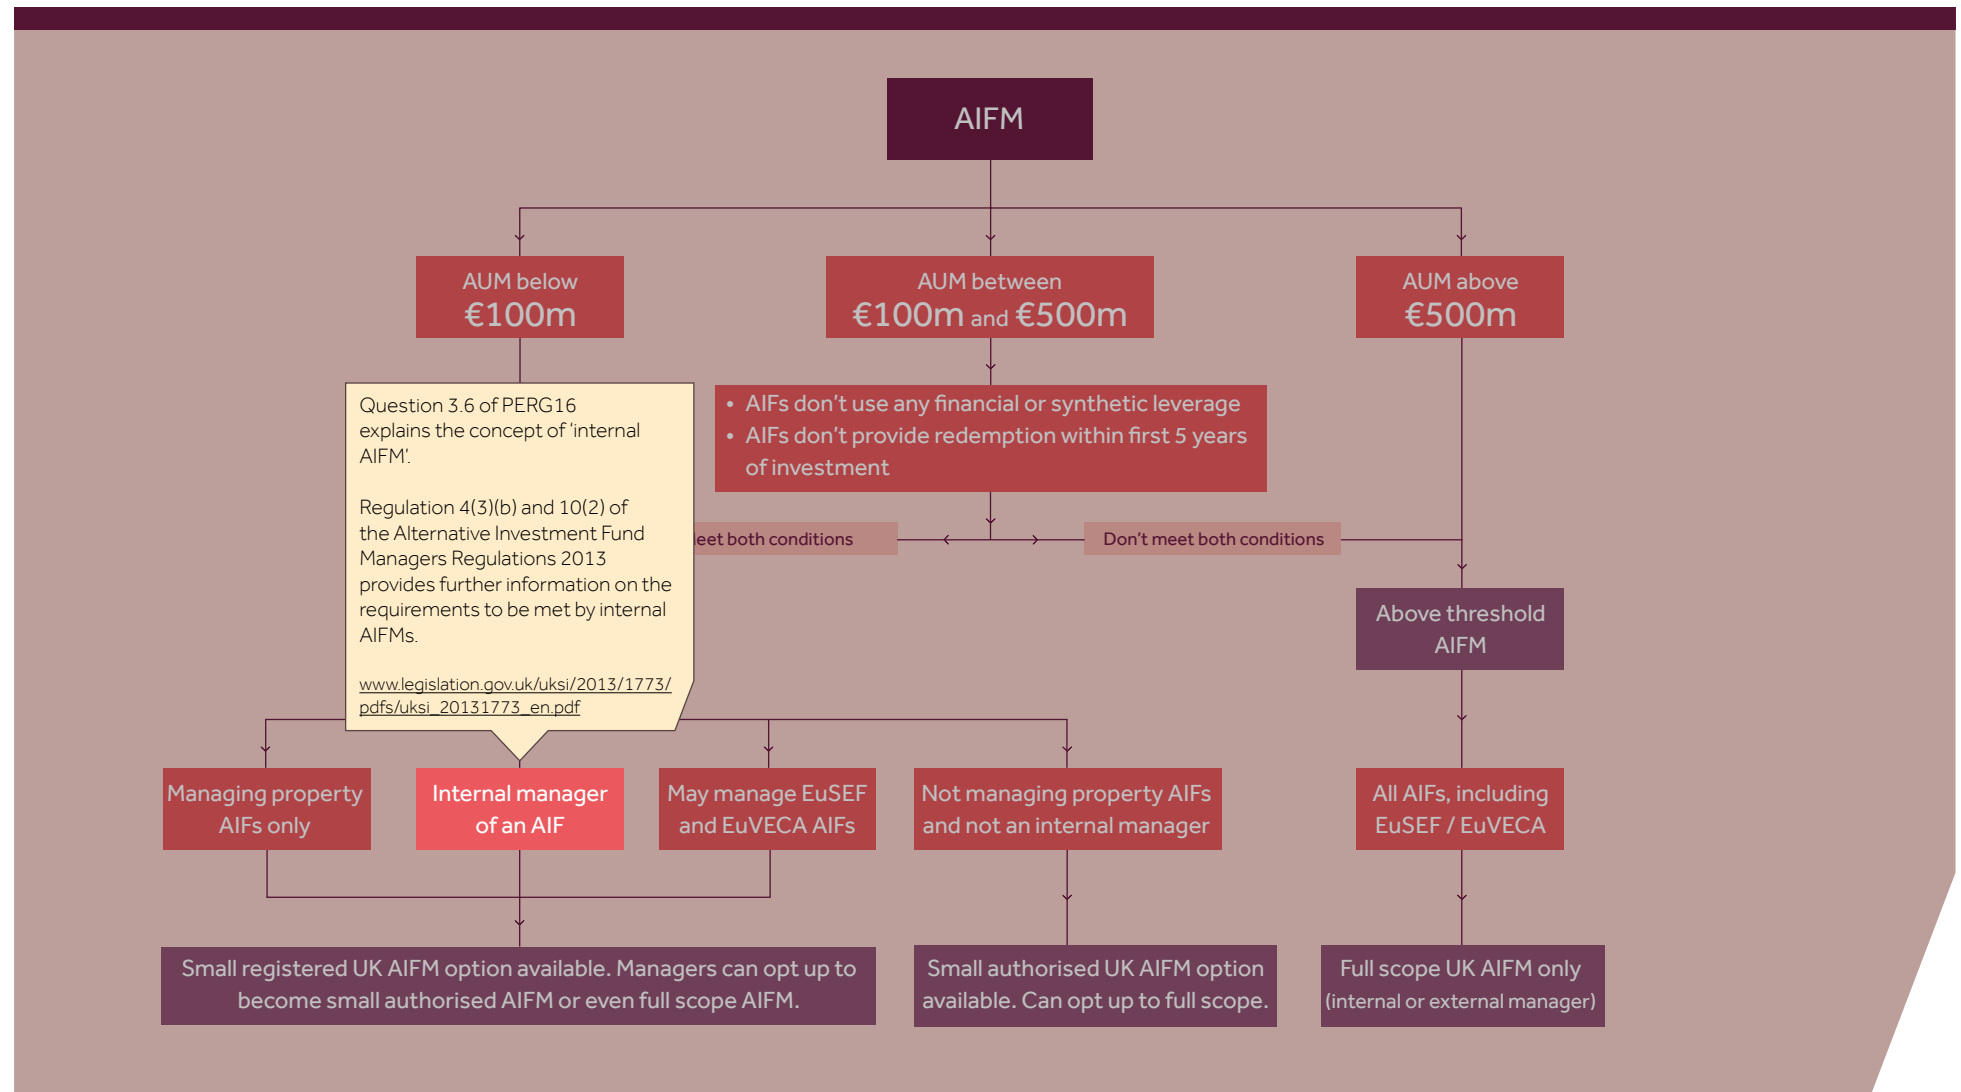 AIFM
AUM below
€100m
AUM between
€100m and €500m
AUM above
€500m
Question 3.6 of PERG16
explains the concept of ‘internal
AIFM’.
Regulation 4(3)(b) and 10(2) of
the Alternative Investment Fund
Managers Regulations 2013
provides further information on the
requirements to be met by internal
AIFMs.
www.legislation.gov.uk/uksi/2013/1773/
pdfs/uksi_20131773_en.pdf
• AIFs don’t use any financial or synthetic leverage
• AIFs don’t provide redemption within first 5 years
of investment
both conditions
Don’t meet both conditions
Above threshold
AIFM
Managing property
AIFs only
Internal manager
of an AIF
May manage EuSEF
and EuVECA AIFs
Not managing property AIFs
and not an internal manager
All AIFs, including
EuSEF / EuVECA
Small registered UK AIFM option available. Managers can opt up to
become small authorised AIFM or even full scope AIFM.
Small authorised UK AIFM option
available. Can opt up to full scope.
Full scope UK AIFM only
(internal or external manager)